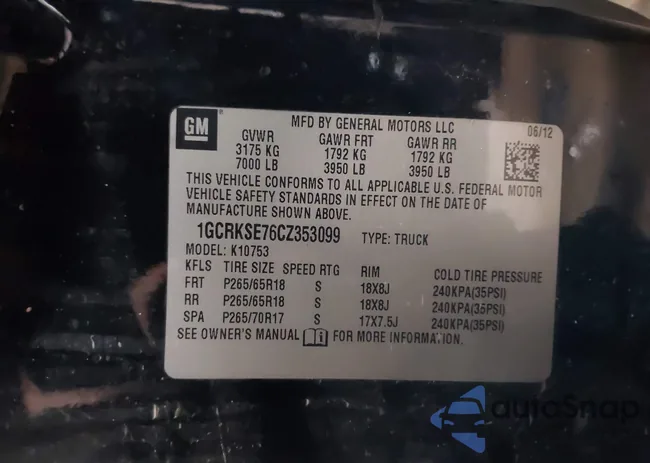 GM
MFD BY GENERAL MOTORS LLC 06/12
GVWR GAWR FRT GAWR RR
3175 KG 1792 KG 1792 KG
7000 LB 3950 LB 3950 LB
THIS VEHICLE CONFORMS TO ALL APPLICABLE U.S. FEDERAL MOTOR
VEHICLE SAFETY STANDARDS IN EFFECT ON THE DATE OF
MANUFACTURE SHOWN ABOVE.
1GCRKSE76CZ353099 TYPE: TRUCK
MODEL: K10753
KFLS TIRE SIZE SPEED RTG RIM COLD TIRE PRESSURE
FRT P265/65R18 S 18X8J 240KPA(35PSI)
RR P265/65R18 S 18X8J 240KPA(35PSI)
SPA P265/70R17 S 17X7.5J 240KPA(35PSI)
SEE OWNER'S MANUAL FOR MORE INFORMATION.
autoSnap